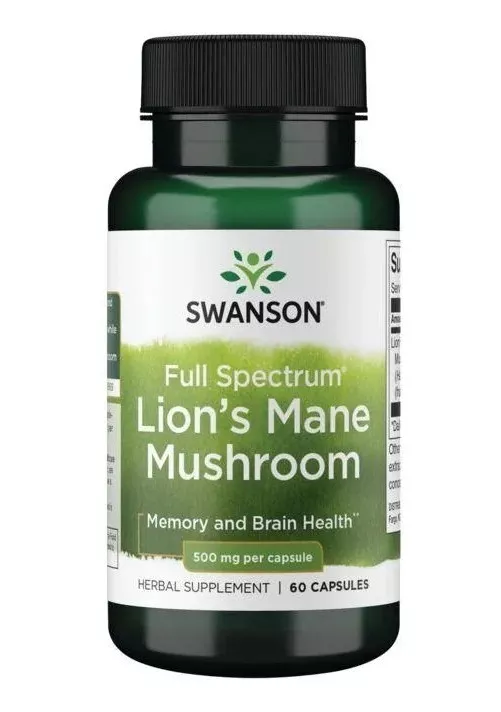 SWANSON®
Full Spectrum®
Lion's Mane
Mushroom
Memory and Brain Health**
500 mg per capsule
HERBAL SUPPLEMENT | 60 CAPSULES